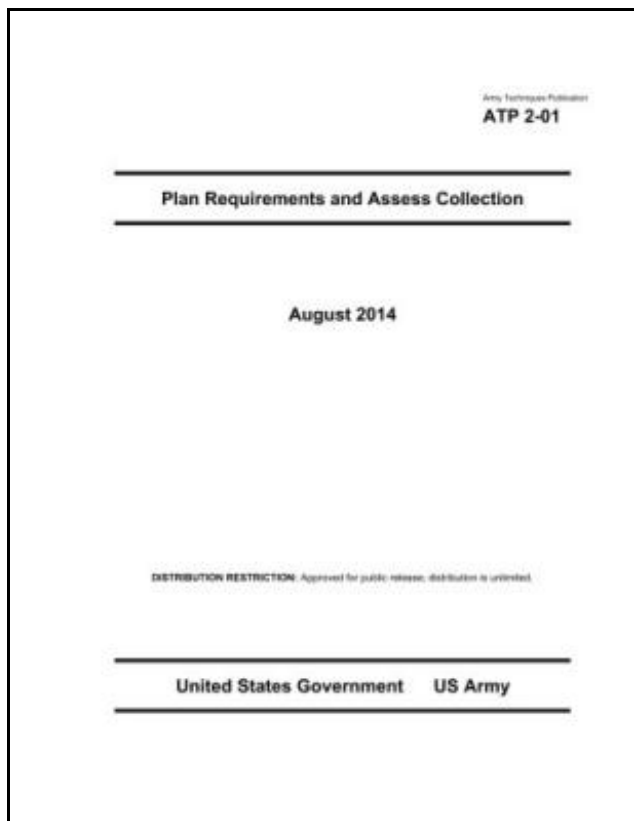 Army Techniques Publication
ATP 2-01
Plan Requirements and Assess Collection
August 2014
DISTRIBUTION RESTRICTION: Approved for public release; distribution is unlimited.
United States Government US Army